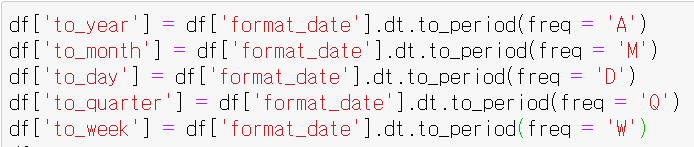 df['to_year'] = df['format_date'].dt.to_period(freq = 'A')
df['to_month'] = df['format_date'].dt.to_period(freq = 'M')
df['to_day'] = df['format_date'].dt.to_period(freq = 'D')
df['to_quarter'] = df['format_date'].dt.to_period(freq = 'Q')
df['to_week'] = df['format_date'].dt.to_period(freq = 'W')